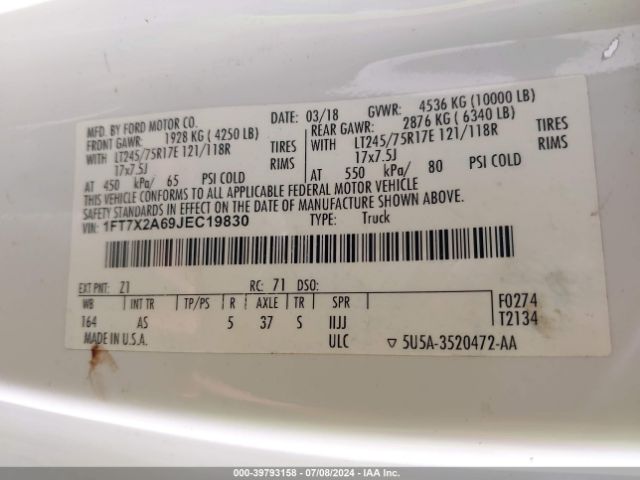 MFD. BY FORD MOTOR CO.
FRONT GAWR: 1928 KG ( 4250 LB)
WITH LT245/75R17E 121/118R TIRES
17x7.5J RIMS
AT 450 kPa/ 65 PSI COLD
DATE: 03/18 GVWR: 4536 KG (10000 LB)
REAR GAWR: 2876 KG ( 6340 LB)
WITH LT245/75R17E 121/118R TIRES
17x7.5J RIMS
AT 550 kPa/ 80 PSI COLD
THIS VEHICLE CONFORMS TO ALL APPLICABLE FEDERAL MOTOR VEHICLE
SAFETY STANDARDS IN EFFECT ON THE DATE OF MANUFACTURE SHOWN ABOVE.
VIN: 1FT7X2A69JEC19830 TYPE: Truck
EXT PNT: Z1 RC: 71 DSO:
WB INT TR TP/PS R AXLE TR SPR F0274
164 AS 5 37 S IIJJ T2134
MADE IN U.S.A. ULC ▽ 5U5A-3520472-AA
000-39793158 - 07/08/2024 - IAA Inc.